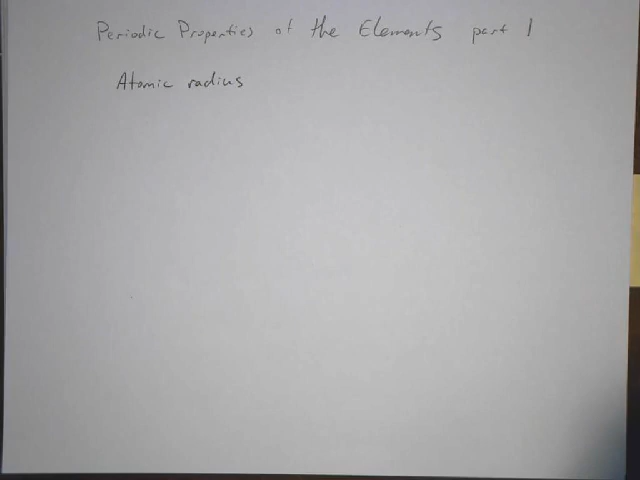 Periodic Properties of the Elements part 1
Atomic radius